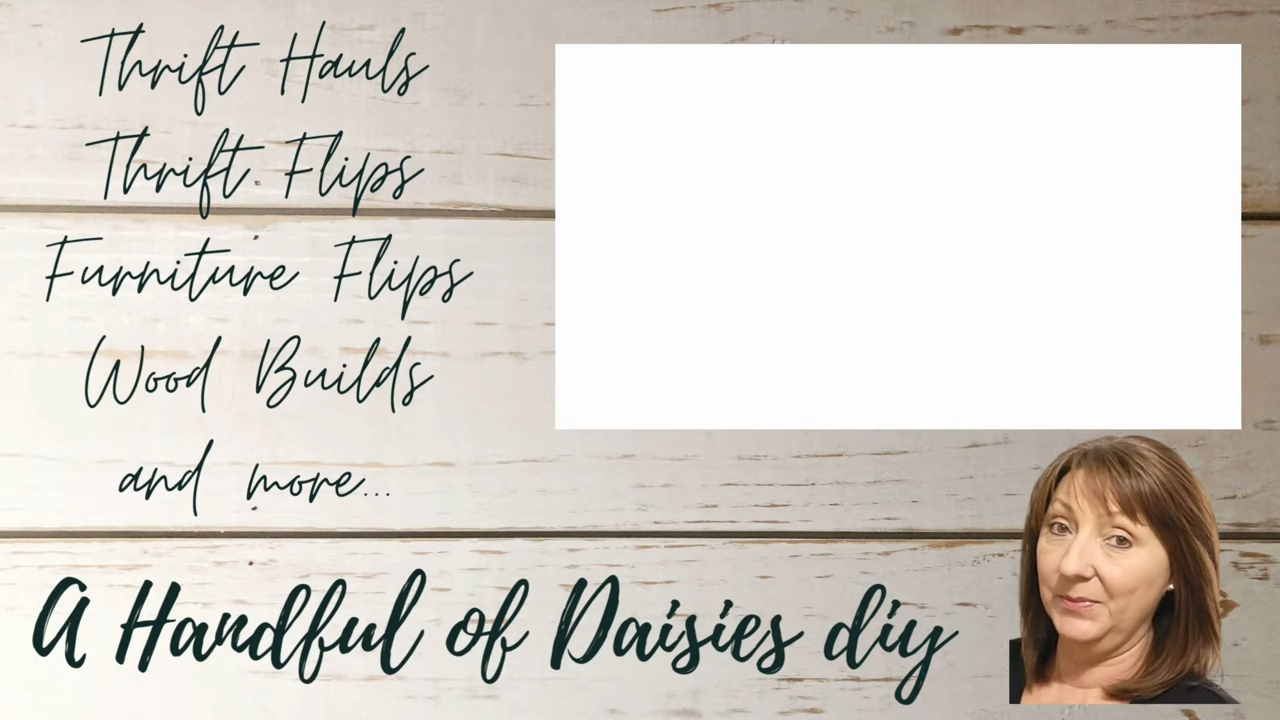 Thrift Hauls
Thrift Flips
Furniture Flips
Wood Builds
and more...
A Handful of Daisies diy